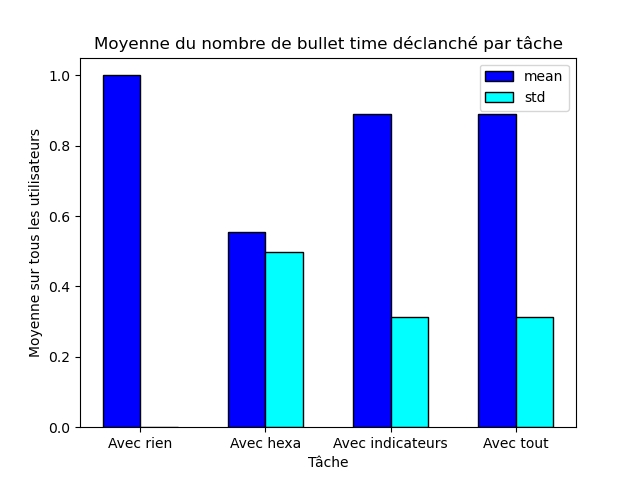 Moyenne du nombre de bullet time déclanché par tâche
Moyenne sur tous les utilisateurs
1.0
0.8
0.6
0.4
0.2
0.0
mean
std
Avec rien
Avec hexa
Avec indicateurs
Avec tout
Tâche